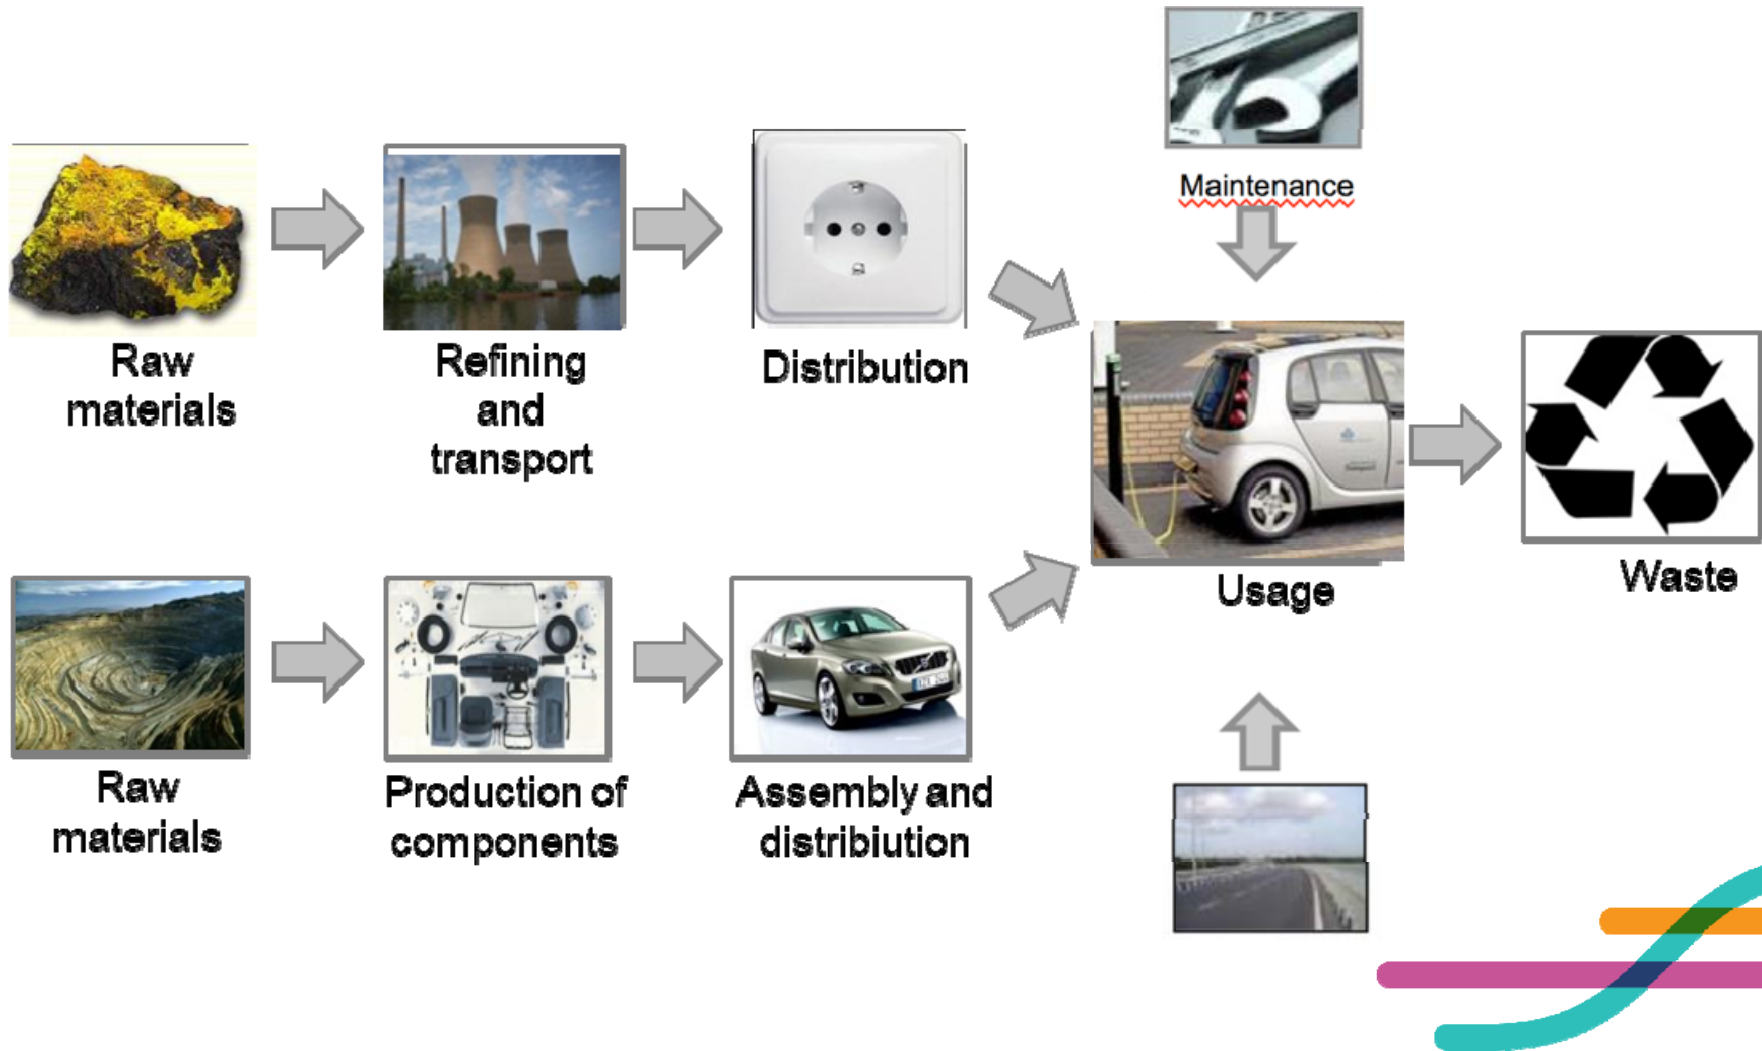 Maintenance
Raw
materials
Refining
and
transport
Distribution
Usage
Waste
Raw
materials
Production of
components
Assembly and
distribiution